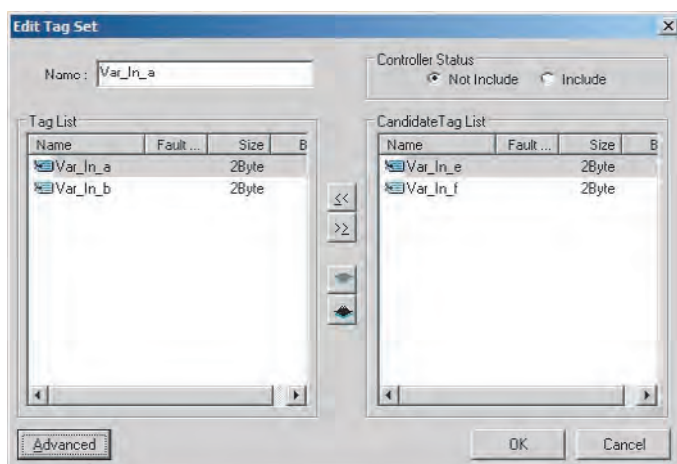 Edit Tag Set
Name : Var_In_a
Controller Status
Not Include Include
Tag List
Name Fault ... Size B
Var_In_a 2Byte
Var_In_b 2Byte
<<
>>
CandidateTag List
Name Fault ... Size B
Var_In_e 2Byte
Var_In_f 2Byte
Advanced
OK Cancel